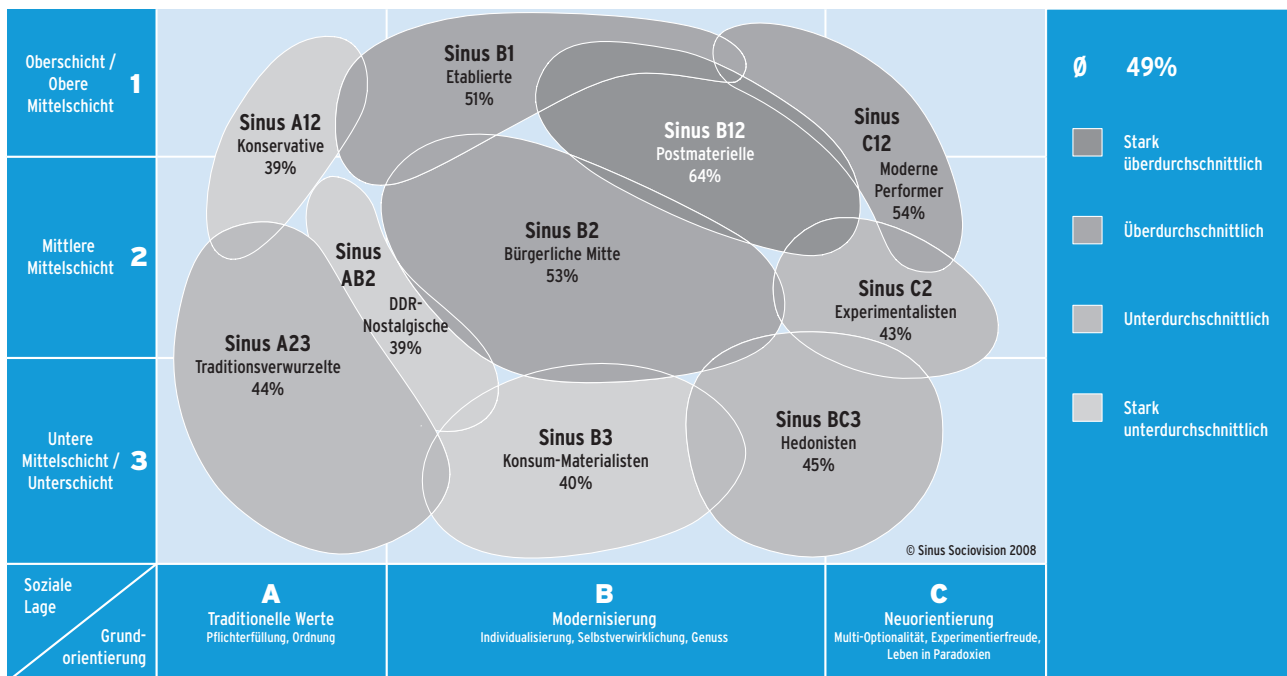 Oberschicht /
Obere
Mittelschicht
1
Mittlere
Mittelschicht
2
Untere
Mittelschicht /
Unterschicht
3
Soziale
Lage
Grund-
orientierung
Sinus A12
Konservative
39%
Sinus B1
Etablierte
51%
Sinus B12
Postmaterielle
64%
Sinus
C12
Moderne
Performer
54%
Sinus
AB2
DDR-
Nostalgische
39%
Sinus B2
Bürgerliche Mitte
53%
Sinus C2
Experimentalisten
43%
Sinus A23
Traditionsverwurzelte
44%
Sinus B3
Konsum-Materialisten
40%
Sinus BC3
Hedonisten
45%
© Sinus Sociovision 2008
A
Traditionelle Werte
Pflichterfüllung, Ordnung
B
Modernisierung
Individualisierung, Selbstverwirklichung, Genuss
C
Neuorientierung
Multi-Optionalität, Experimentierfreude,
Leben in Paradoxien
Ø 49%
Stark
überdurchschnittlich
Überdurchschnittlich
Unterdurchschnittlich
Stark
unterdurchschnittlich